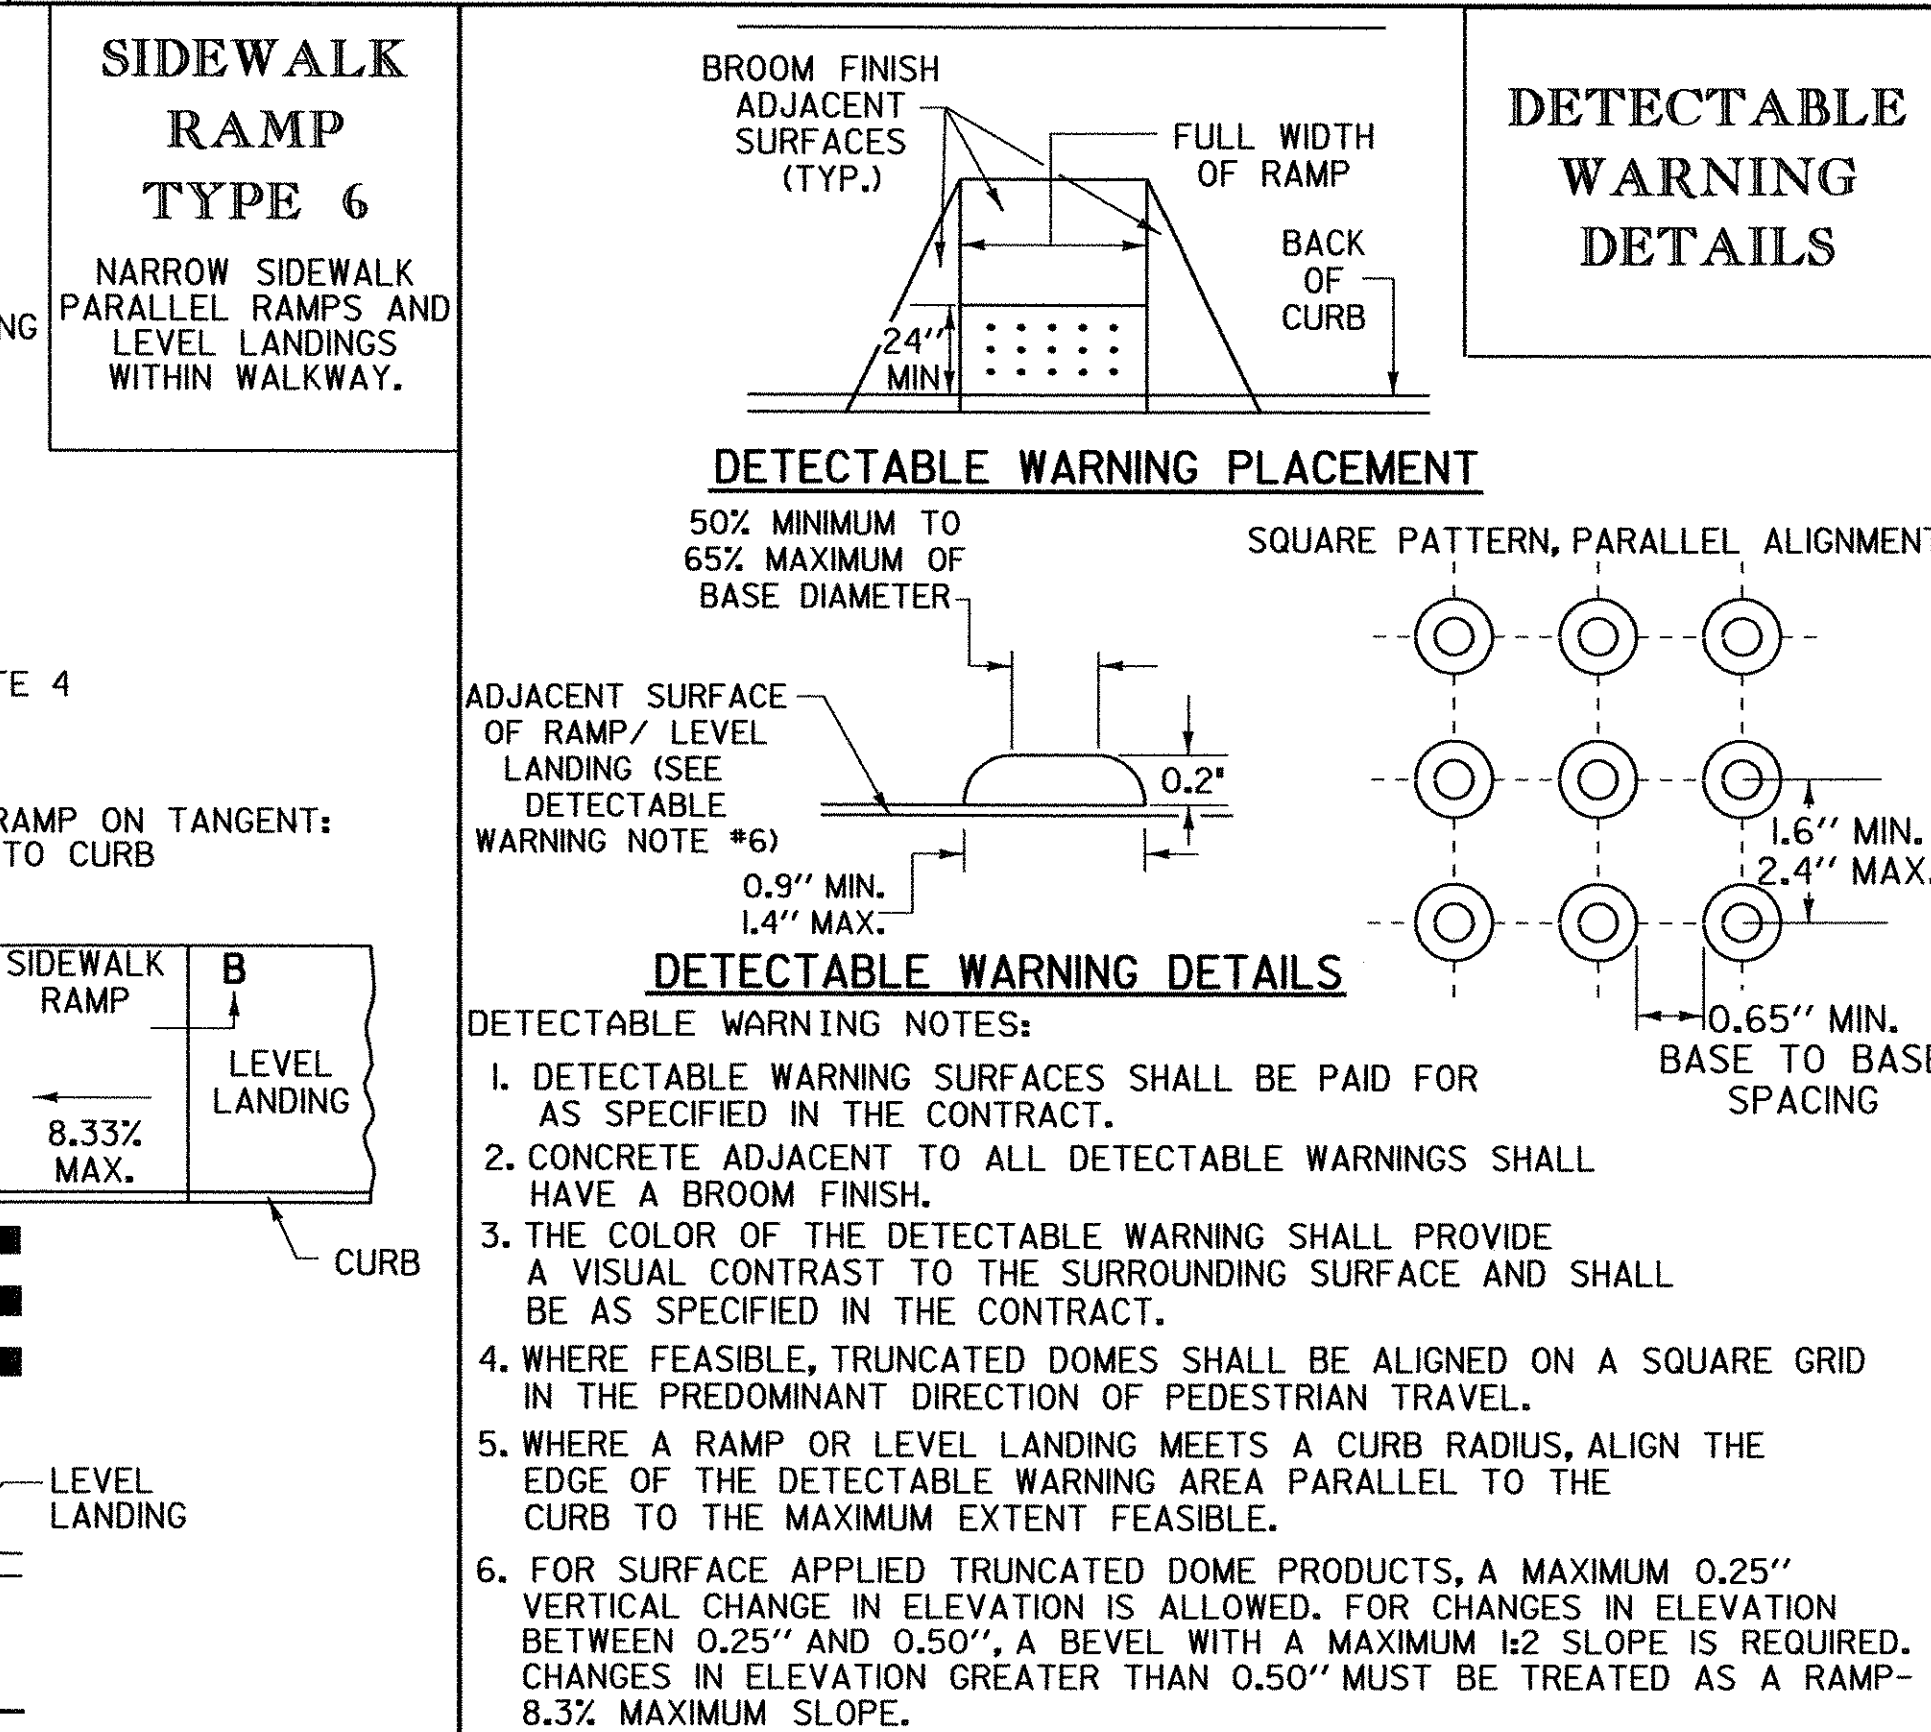 SIDEWALK
RAMP
TYPE 6
NARROW SIDEWALK
PARALLEL RAMPS AND
LEVEL LANDINGS
WITHIN WALKWAY.
NG
TE 4
RAMP ON TANGENT:
TO CURB
SIDEWALK
RAMP
B
LEVEL
LANDING
8.33%
MAX.
CURB
LEVEL
LANDING
BROOM FINISH
ADJACENT
SURFACES
(TYP.)
FULL WIDTH
OF RAMP
BACK
OF
CURB
24''
MIN
DETECTABLE
WARNING
DETAILS
DETECTABLE WARNING PLACEMENT
50% MINIMUM TO
65% MAXIMUM OF
BASE DIAMETER
ADJACENT SURFACE
OF RAMP/ LEVEL
LANDING (SEE
DETECTABLE
WARNING NOTE #6)
0.2"
0.9'' MIN.
1.4'' MAX.
SQUARE PATTERN, PARALLEL ALIGNMENT
1.6'' MIN.
2.4'' MAX.
0.65'' MIN.
BASE TO BASE
SPACING
DETECTABLE WARNING DETAILS
DETECTABLE WARNING NOTES:
1. DETECTABLE WARNING SURFACES SHALL BE PAID FOR
AS SPECIFIED IN THE CONTRACT.
2. CONCRETE ADJACENT TO ALL DETECTABLE WARNINGS SHALL
HAVE A BROOM FINISH.
3. THE COLOR OF THE DETECTABLE WARNING SHALL PROVIDE
A VISUAL CONTRAST TO THE SURROUNDING SURFACE AND SHALL
BE AS SPECIFIED IN THE CONTRACT.
4. WHERE FEASIBLE, TRUNCATED DOMES SHALL BE ALIGNED ON A SQUARE GRID
IN THE PREDOMINANT DIRECTION OF PEDESTRIAN TRAVEL.
5. WHERE A RAMP OR LEVEL LANDING MEETS A CURB RADIUS, ALIGN THE
EDGE OF THE DETECTABLE WARNING AREA PARALLEL TO THE
CURB TO THE MAXIMUM EXTENT FEASIBLE.
6. FOR SURFACE APPLIED TRUNCATED DOME PRODUCTS, A MAXIMUM 0.25''
VERTICAL CHANGE IN ELEVATION IS ALLOWED. FOR CHANGES IN ELEVATION
BETWEEN 0.25'' AND 0.50'', A BEVEL WITH A MAXIMUM 1:2 SLOPE IS REQUIRED.
CHANGES IN ELEVATION GREATER THAN 0.50'' MUST BE TREATED AS A RAMP-
8.3% MAXIMUM SLOPE.